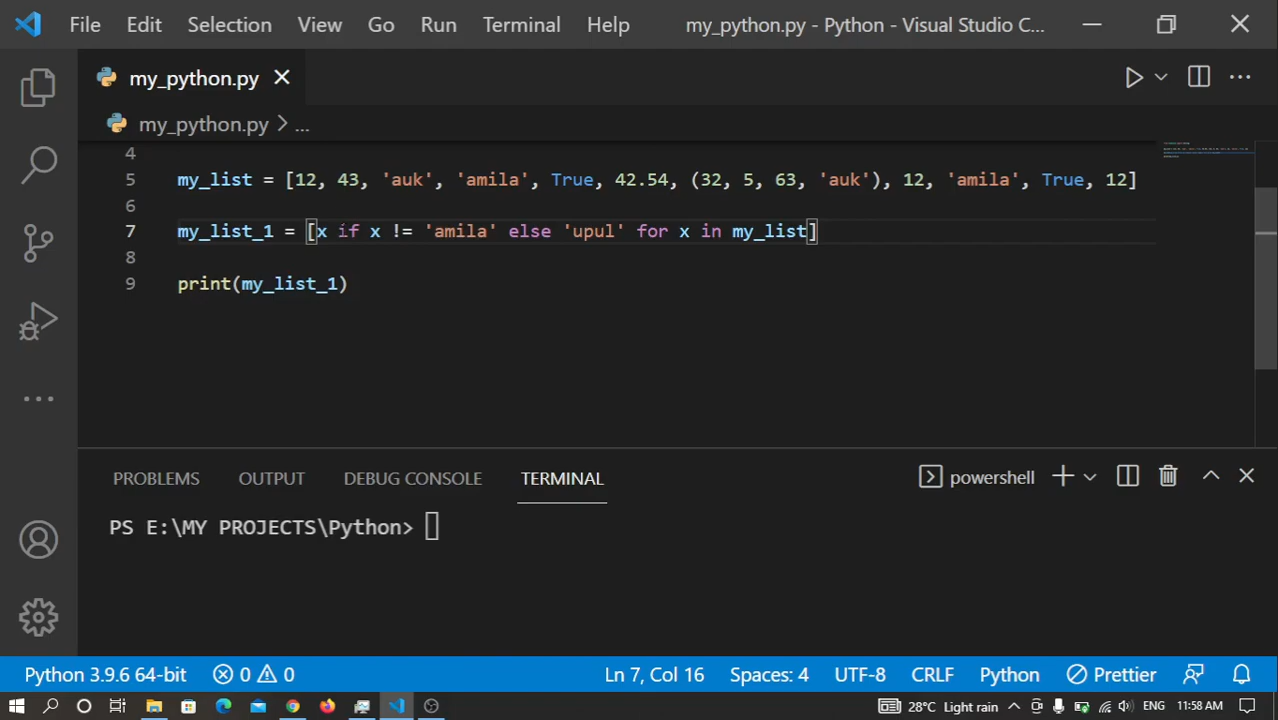 File Edit Selection View Go Run Terminal Help my_python.py - Python - Visual Studio C...
my_python.py
my_python.py > ...
4
5 my_list = [12, 43, 'auk', 'amila', True, 42.54, (32, 5, 63, 'auk'), 12, 'amila', True, 12]
6
7 my_list_1 = [x if x != 'amila' else 'upul' for x in my_list]
8
9 print(my_list_1)
PROBLEMS OUTPUT DEBUG CONSOLE TERMINAL powershell
PS E:\MY PROJECTS\Python>
Python 3.9.6 64-bit 0 0 Ln 7, Col 16 Spaces: 4 UTF-8 CRLF Python Prettier
28°C Light rain ENG 11:58 AM